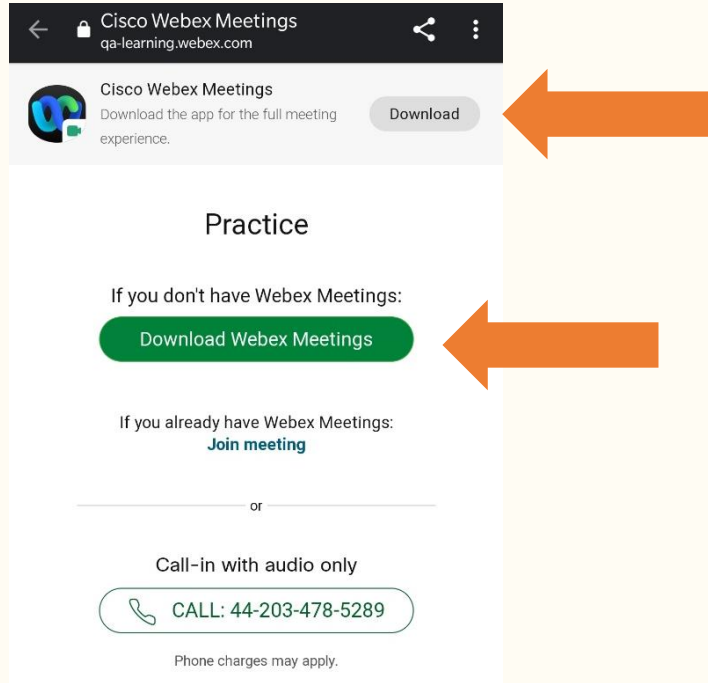 Cisco Webex Meetings
qa-learning.webex.com
Cisco Webex Meetings
Download the app for the full meeting
experience.
Download
Practice
If you don't have Webex Meetings:
Download Webex Meetings
If you already have Webex Meetings:
Join meeting
or
Call-in with audio only
CALL: 44-203-478-5289
Phone charges may apply.